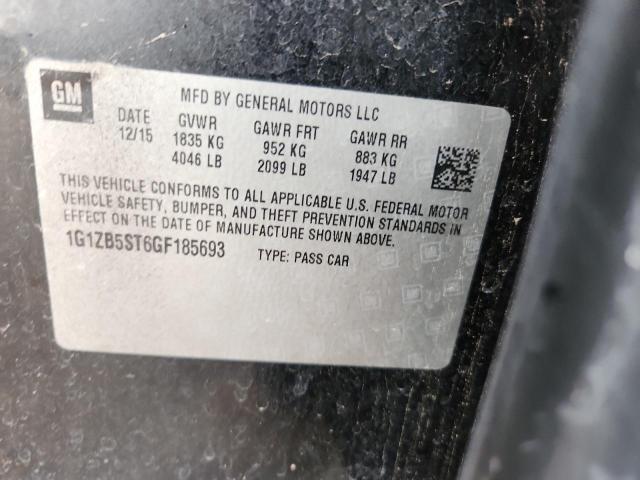 GM
MFD BY GENERAL MOTORS LLC
DATE GVWR GAWR FRT GAWR RR
12/15 1835 KG 952 KG 883 KG
4046 LB 2099 LB 1947 LB
THIS VEHICLE CONFORMS TO ALL APPLICABLE U.S. FEDERAL MOTOR
VEHICLE SAFETY, BUMPER, AND THEFT PREVENTION STANDARDS IN
EFFECT ON THE DATE OF MANUFACTURE SHOWN ABOVE.
1G1ZB5ST6GF185693 TYPE: PASS CAR